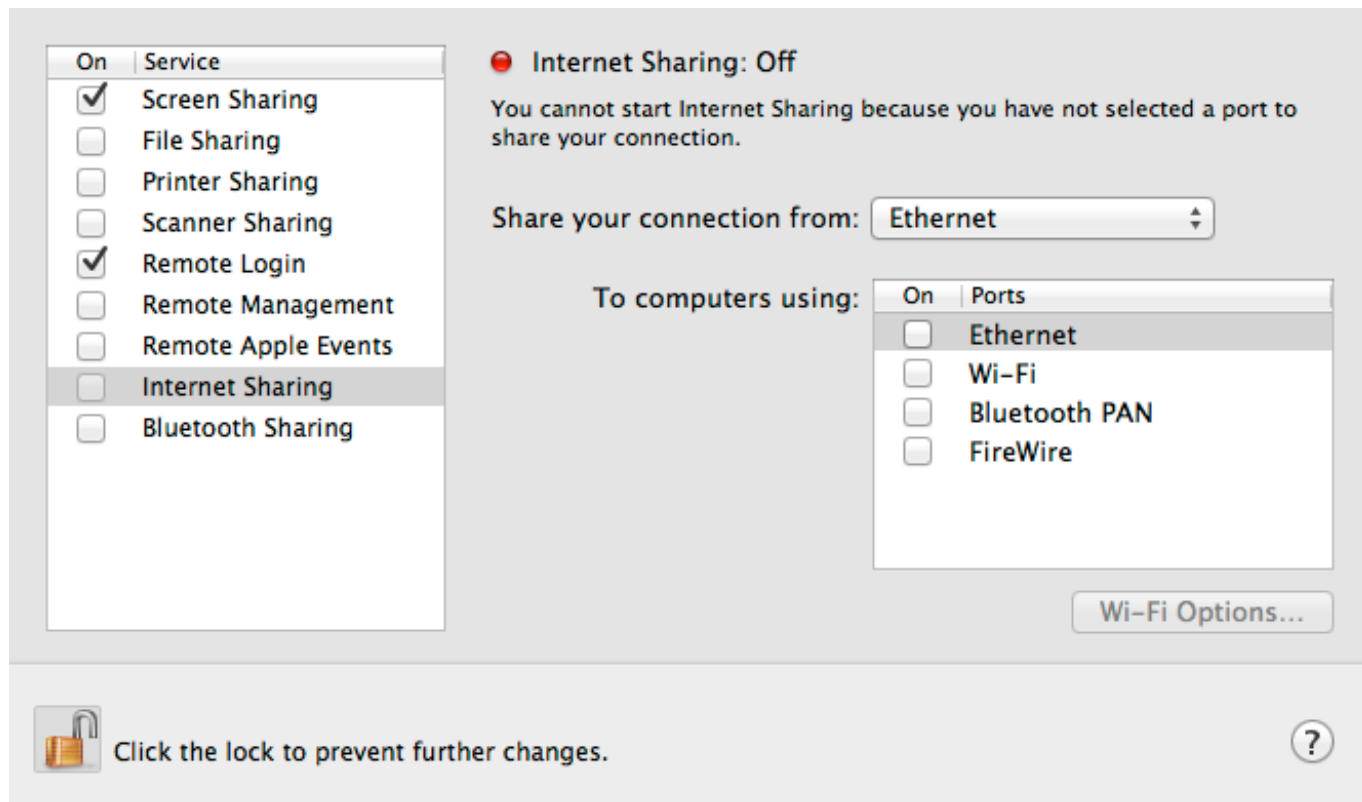 On Service
Screen Sharing
File Sharing
Printer Sharing
Scanner Sharing
Remote Login
Remote Management
Remote Apple Events
Internet Sharing
Bluetooth Sharing
Internet Sharing: Off
You cannot start Internet Sharing because you have not selected a port to
share your connection.
Share your connection from: Ethernet
To computers using:
On Ports
Ethernet
Wi-Fi
Bluetooth PAN
FireWire
Wi-Fi Options...
Click the lock to prevent further changes.
?